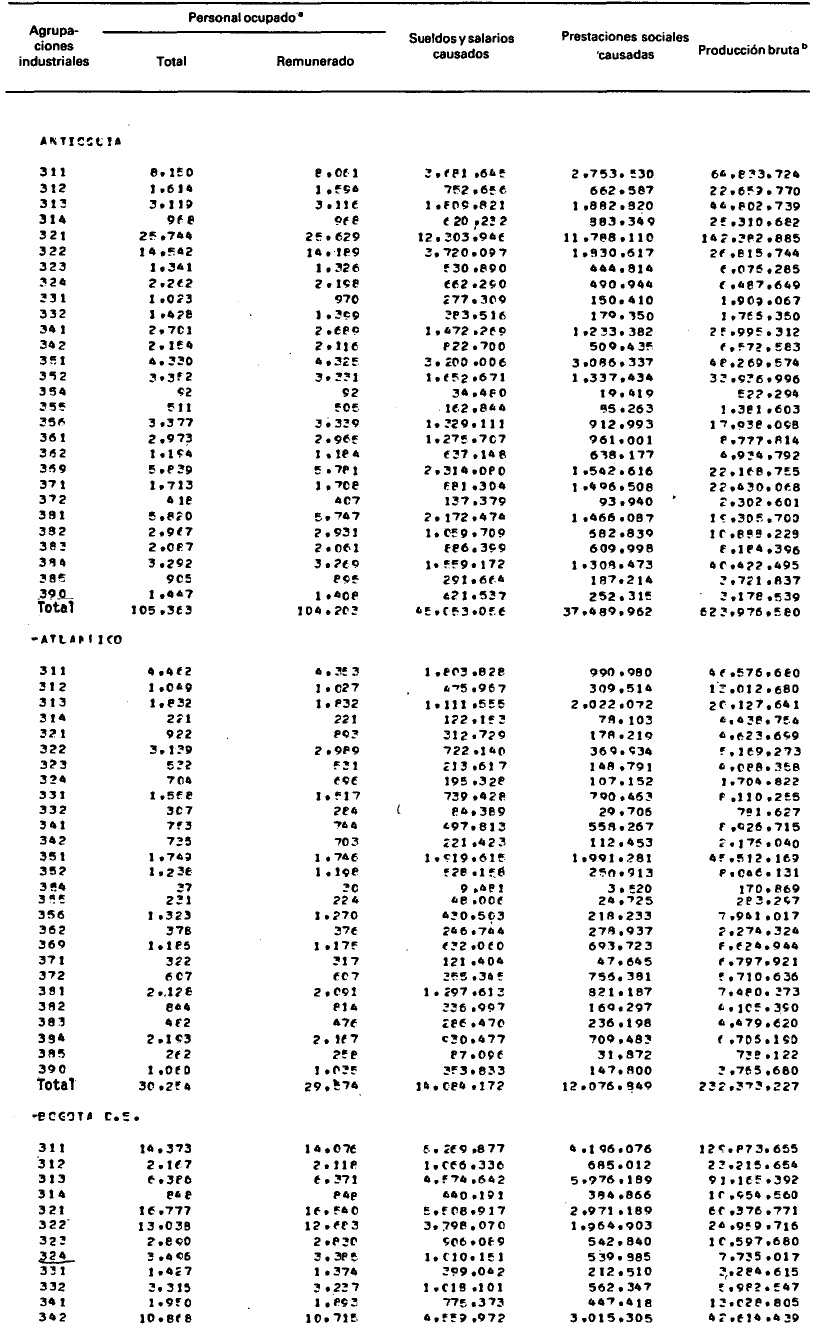 Personal ocupado a
Agrupa-
ciones
industriales
Total
Remunerado
Sueldos y salarios
causados
Prestaciones sociales
causadas
Producción bruta b
ANTIOQUIA
311 8.150 8.061 3.681.645 2.753.530 64.833.724
312 1.614 1.594 752.656 662.587 22.659.770
313 3.119 3.116 1.809.821 1.882.820 44.802.739
314 968 968 620.232 383.349 25.310.682
321 25.744 25.629 12.303.946 11.788.110 142.382.885
322 14.542 14.189 3.720.097 1.830.617 26.815.744
323 1.341 1.326 530.890 444.814 6.075.285
324 2.262 2.198 662.290 490.944 6.487.649
331 1.023 970 277.309 150.410 1.909.067
332 1.428 1.399 383.516 179.350 1.765.350
341 2.701 2.689 1.472.269 1.233.382 25.995.312
342 2.154 2.116 822.700 509.435 6.572.583
351 4.330 4.325 3.200.006 3.086.337 48.269.574
352 3.352 3.331 1.652.671 1.337.434 33.936.996
354 92 92 34.480 19.419 522.294
355 511 505 162.844 85.263 1.381.603
356 3.377 3.339 1.329.111 912.993 17.938.098
361 2.973 2.965 1.275.707 961.001 8.777.814
362 1.194 1.184 637.148 638.177 4.934.792
369 5.839 5.781 2.314.080 1.542.616 22.168.755
371 1.713 1.708 681.304 1.496.508 22.430.068
372 418 407 137.379 93.940 2.302.601
381 5.820 5.747 2.172.474 1.466.087 19.305.700
382 2.967 2.931 1.059.709 582.839 10.898.229
383 2.087 2.061 886.399 609.998 8.184.396
384 3.292 3.269 1.559.172 1.308.473 40.422.495
385 905 895 291.664 187.214 3.721.837
390 1.447 1.408 421.537 252.315 3.178.539
Total 105.363 104.203 45.053.056 37.489.962 623.976.580
-ATLANTICO
311 4.462 4.353 1.803.828 990.980 46.576.680
312 1.049 1.027 475.967 309.514 13.012.680
313 1.832 1.832 1.111.555 2.022.072 20.127.641
314 221 221 122.153 78.103 4.438.754
321 922 893 312.729 178.219 4.623.699
322 3.139 2.989 722.140 369.934 5.169.273
323 532 531 213.617 148.791 4.088.358
324 704 696 195.328 107.152 1.704.822
331 1.558 1.517 739.428 790.463 8.110.255
332 307 284 84.389 29.706 791.627
341 753 744 497.813 558.267 8.926.715
342 735 703 221.423 112.453 2.175.040
351 1.749 1.746 1.919.615 1.991.281 45.512.169
352 1.236 1.198 528.158 250.913 8.046.131
354 37 30 9.481 3.520 170.869
355 231 224 48.006 24.725 283.297
356 1.323 1.270 430.503 218.233 7.941.017
362 378 376 246.744 278.937 2.274.324
369 1.185 1.175 632.060 693.723 8.624.944
371 322 317 121.404 47.645 6.797.921
372 607 607 355.345 756.381 5.710.636
381 2.128 2.091 1.297.613 821.187 7.480.373
382 844 814 336.997 169.297 4.105.390
383 482 476 286.470 236.198 4.479.620
384 2.193 2.167 930.477 709.483 6.705.190
385 262 258 87.096 31.872 738.122
390 1.060 1.035 353.833 147.800 3.765.680
Total 30.254 29.574 14.084.172 12.076.949 232.373.227
-BOGOTA D.E.
311 14.373 14.076 6.269.877 4.196.076 129.873.655
312 2.167 2.118 1.066.336 685.012 23.215.654
313 6.386 6.371 4.574.642 5.976.189 91.165.392
314 848 848 440.191 384.866 10.954.560
321 16.777 16.540 5.508.917 2.971.189 60.376.771
322 13.038 12.683 3.798.070 1.964.903 24.959.716
323 2.890 2.830 906.069 542.840 10.597.680
324 3.496 3.385 1.010.151 539.985 7.735.017
331 1.427 1.374 399.042 212.510 3.284.615
332 3.315 3.237 1.018.101 562.347 5.982.547
341 1.950 1.893 775.373 447.418 13.028.805
342 10.868 10.715 4.559.972 3.015.305 42.614.439